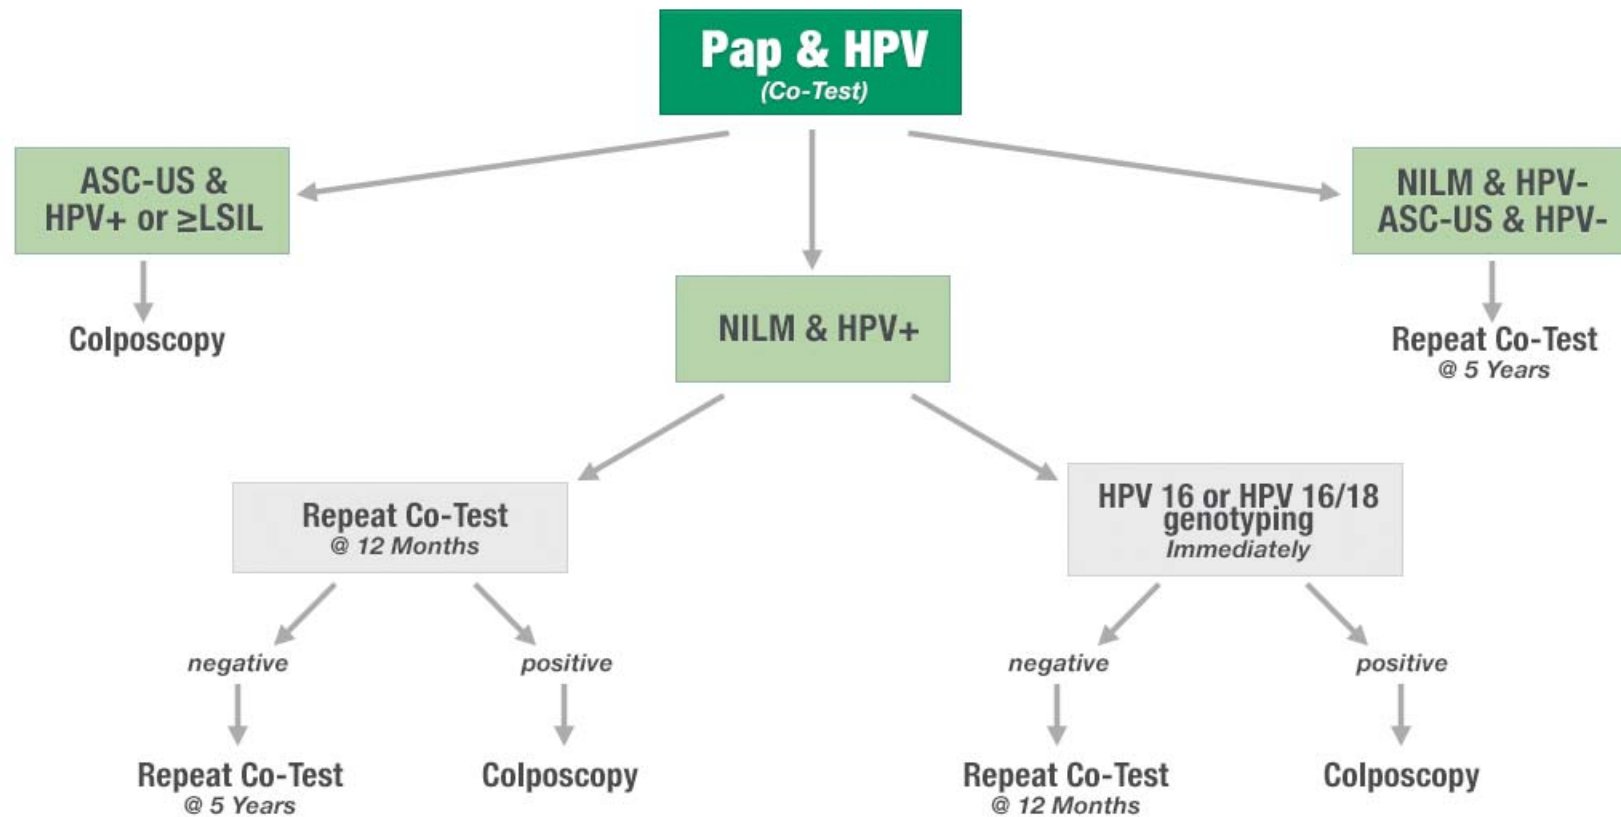 Pap & HPV
(Co-Test)
ASC-US &
HPV+ or ≥LSIL
Colposcopy
NILM & HPV+
NILM & HPV-
ASC-US & HPV-
Repeat Co-Test
@ 5 Years
Repeat Co-Test
@ 12 Months
negative
Repeat Co-Test
@ 5 Years
positive
Colposcopy
HPV 16 or HPV 16/18
genotyping
Immediately
negative
Repeat Co-Test
@ 12 Months
positive
Colposcopy